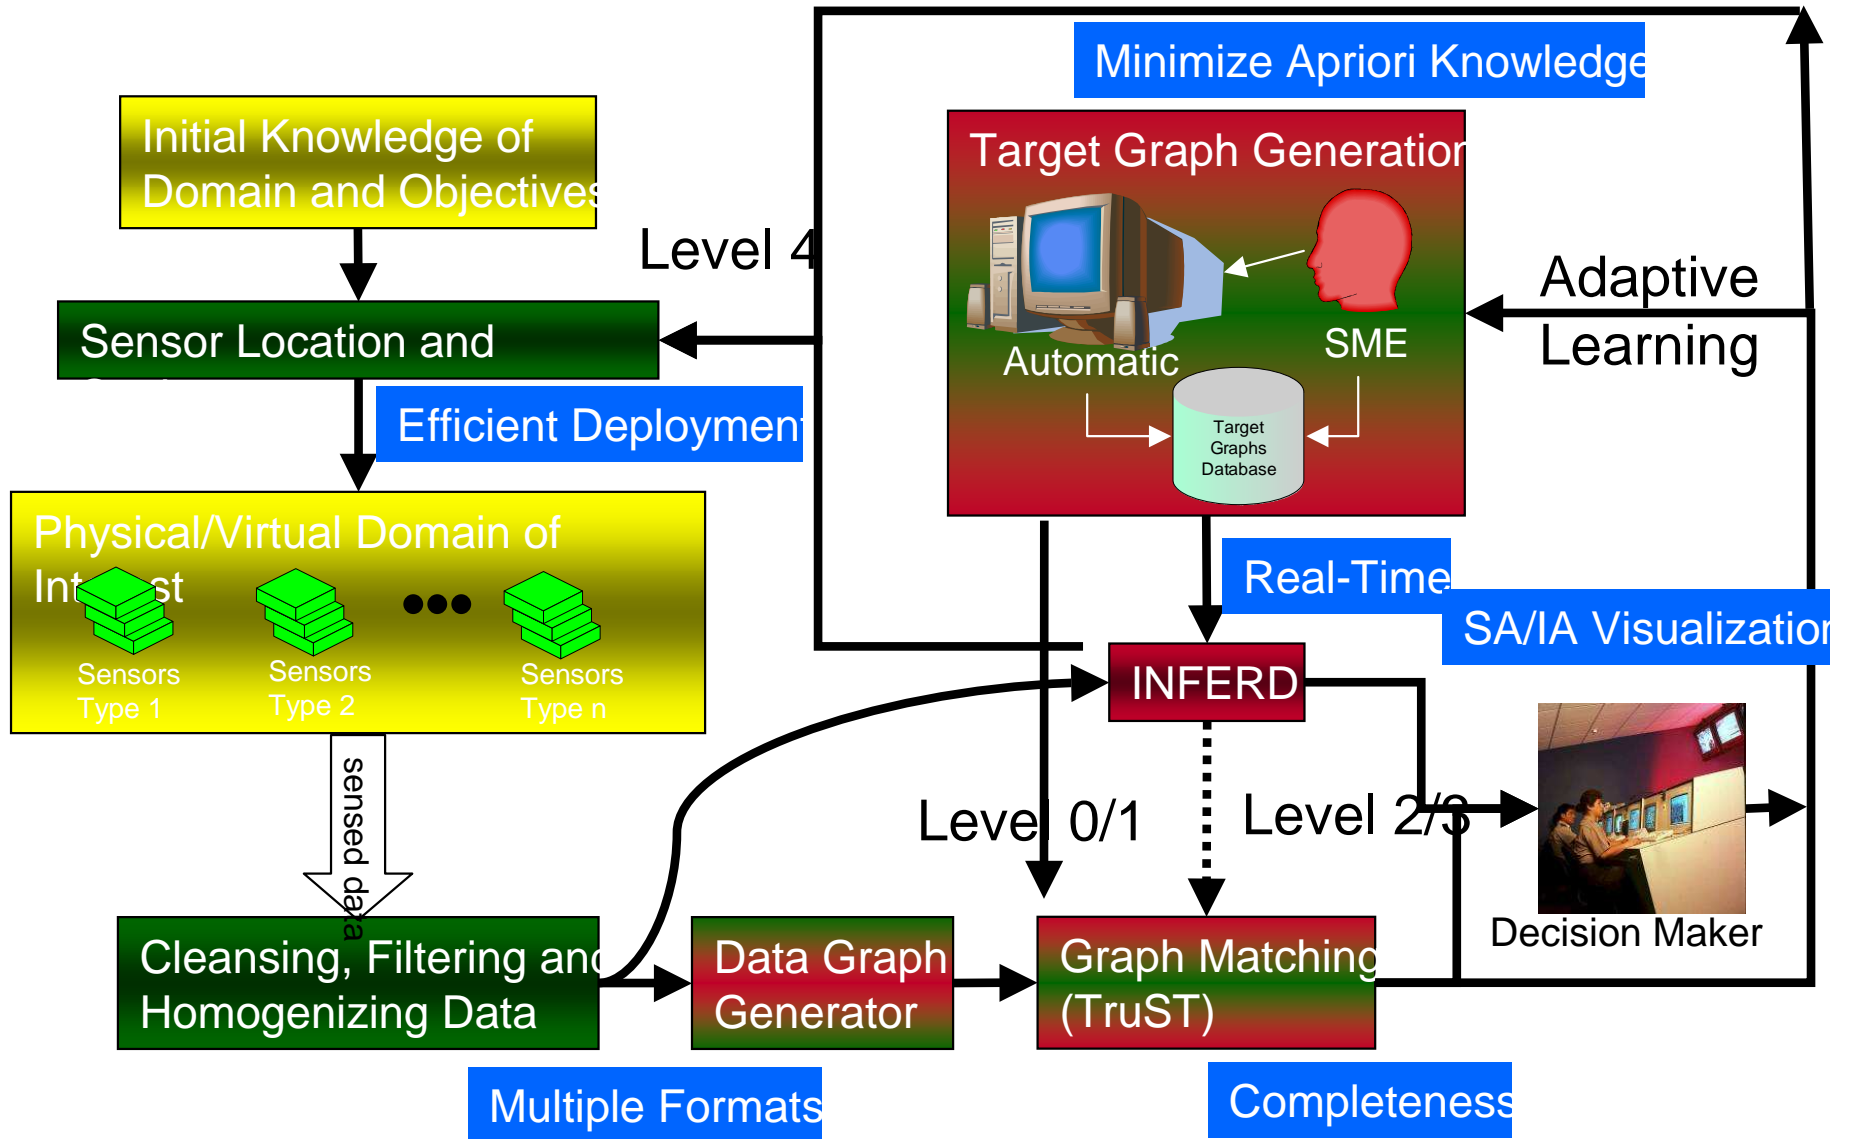 Minimize Apriori Knowledge
Initial Knowledge of
Domain and Objectives
Target Graph Generation
Level 4
Adaptive
Learning
Sensor Location and
SME
Automatic
Efficient Deployment
Target
Graphs
Database
Physical/Virtual Domain of
Interest
Real-Time
SA/IA Visualization
Sensors
Type 1
Sensors
Type 2
Sensors
Type n
INFERD
sensed data
Level 0/1
Level 2/3
Decision Maker
Cleansing, Filtering and
Homogenizing Data
Data Graph
Generator
Graph Matching
(TruST)
Multiple Formats
Completeness